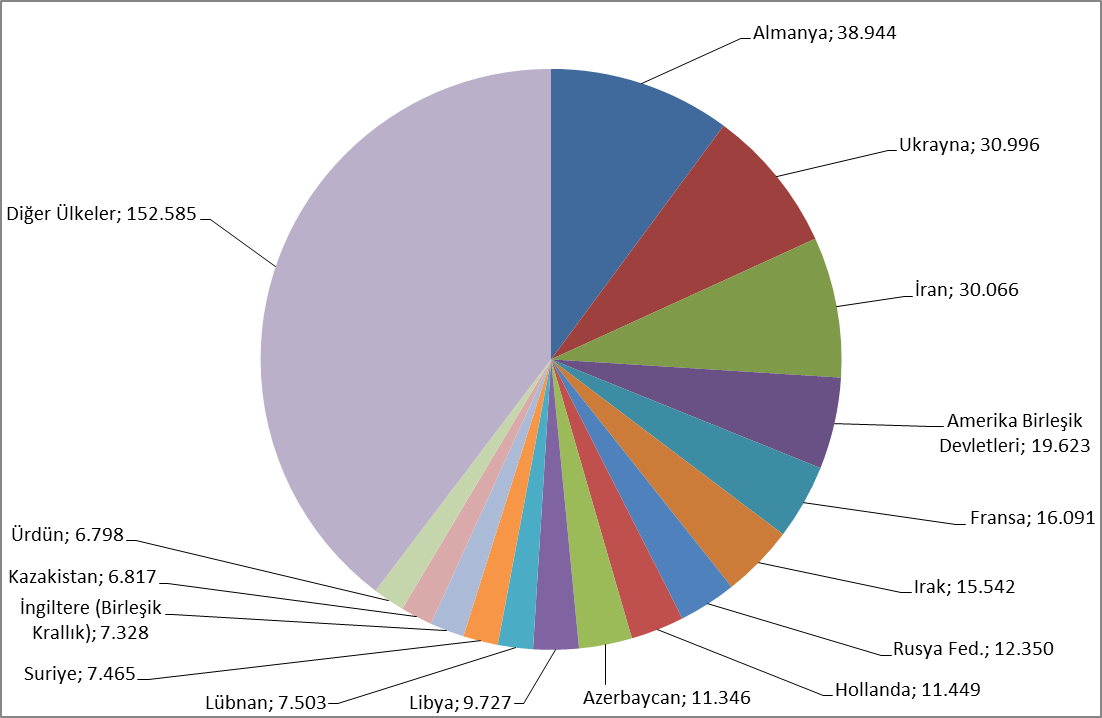 Almanya; 38.944
Ukrayna; 30.996
İran; 30.066
Amerika Birleşik
Devletleri; 19.623
Fransa; 16.091
Irak; 15.542
Rusya Fed.; 12.350
Hollanda; 11.449
Azerbaycan; 11.346
Libya; 9.727
Lübnan; 7.503
Suriye; 7.465
İngiltere (Birleşik
Krallık); 7.328
Kazakistan; 6.817
Ürdün; 6.798
Diğer Ülkeler; 152.585